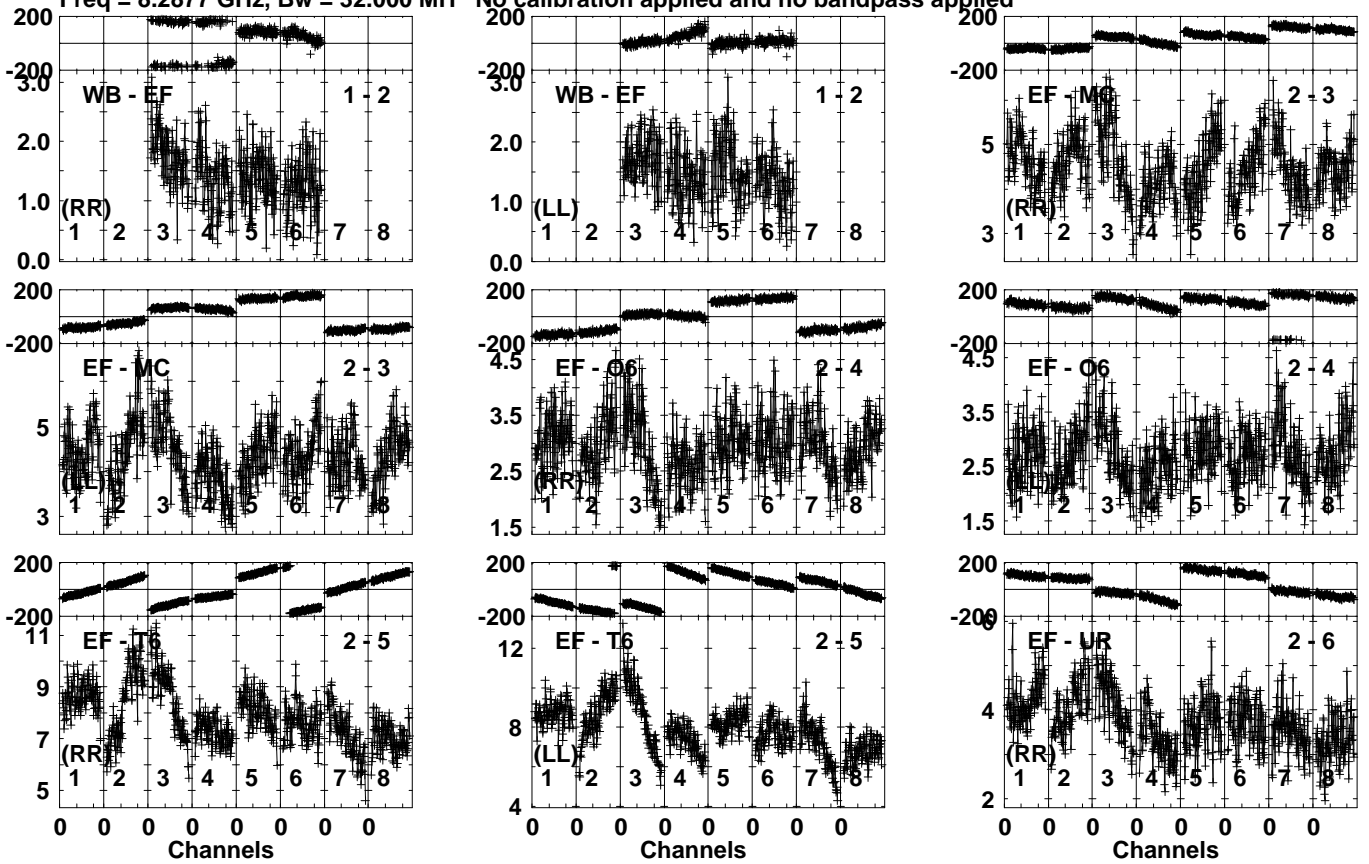 Freq = 8.2877 GHz, Bw = 32.000 MH No calibration applied and no bandpass applied
200 200 200
-200 -200 -200
3.0 WB - EF 1 - 2 3.0 WB - EF 1 - 2 EF - MC 2 - 3
2.0 2.0 5
1.0 1.0
(RR) (LL) (RR)
1 2 3 4 5 6 7 8 1 2 3 4 5 6 7 8 3 1 2 3 4 5 6 7 8
0.0 0.0
200 200 200
-200 -200 -200
EF - MC 2 - 3 4.5 EF - O6 2 - 4 4.5 EF - O6 2 - 4
5 3.5 3.5
2.5 2.5
(LL) (RR) (LL)
3 1 2 3 4 5 6 7 8 1 2 3 4 5 6 7 8 1 2 3 4 5 6 7 8
1.5 1.5
200 200 200
-200 -200 -200
11 EF - T6 2 - 5 EF - T6 2 - 5 6 EF - UR 2 - 6
9 12
7 8 4
(RR) (LL) (RR)
5 1 2 3 4 5 6 7 8 1 2 3 4 5 6 7 8 1 2 3 4 5 6 7 8
4 2
0 0 0 0 0 0 0 0 0 0 0 0 0 0 0 0 0 0 0 0 0 0 0 0
Channels Channels Channels